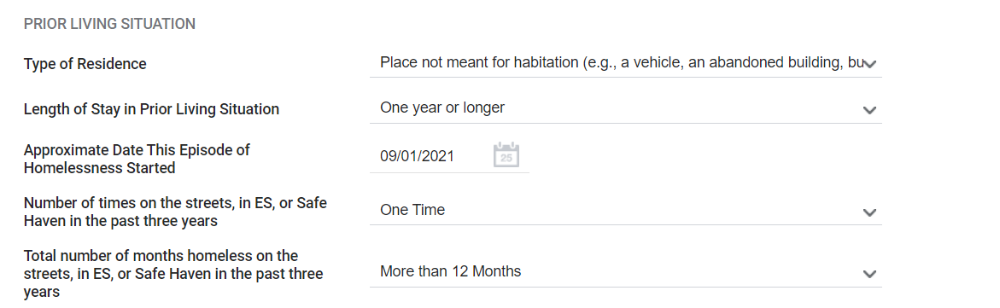 PRIOR LIVING SITUATION
Type of Residence
Place not meant for habitation (e.g., a vehicle, an abandoned building, bu
Length of Stay in Prior Living Situation
One year or longer
Approximate Date This Episode of
Homelessness Started
09/01/2021
25
Number of times on the streets, in ES, or Safe
Haven in the past three years
One Time
Total number of months homeless on the
streets, in ES, or Safe Haven in the past three
years
More than 12 Months